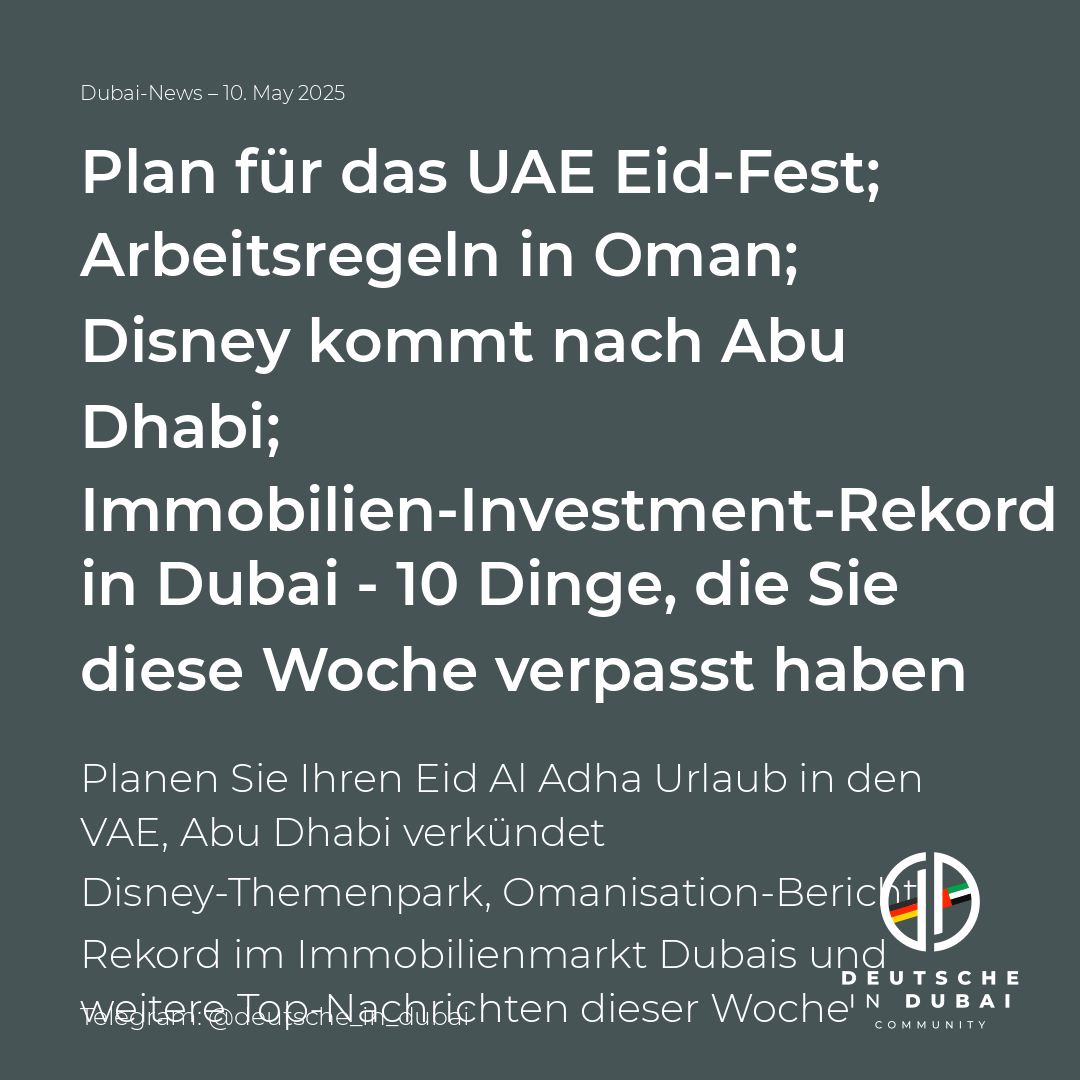 Dubai-News – 10. May 2025
Plan für das UAE Eid-Fest;
Arbeitsregeln in Oman;
Disney kommt nach Abu
Dhabi;
Immobilien-Investment-Rekord
in Dubai - 10 Dinge, die Sie
diese Woche verpasst haben
Planen Sie Ihren Eid Al Adha Urlaub in den
VAE, Abu Dhabi verkündet
Disney-Themenpark, Omanisation-Bericht,
Rekord im Immobilienmarkt Dubais und
weitere Top-Nachrichten dieser Woche
Telegram: @deutsche_in_dubai
DEUTSCHE
IN DUBAI
COMMUNITY